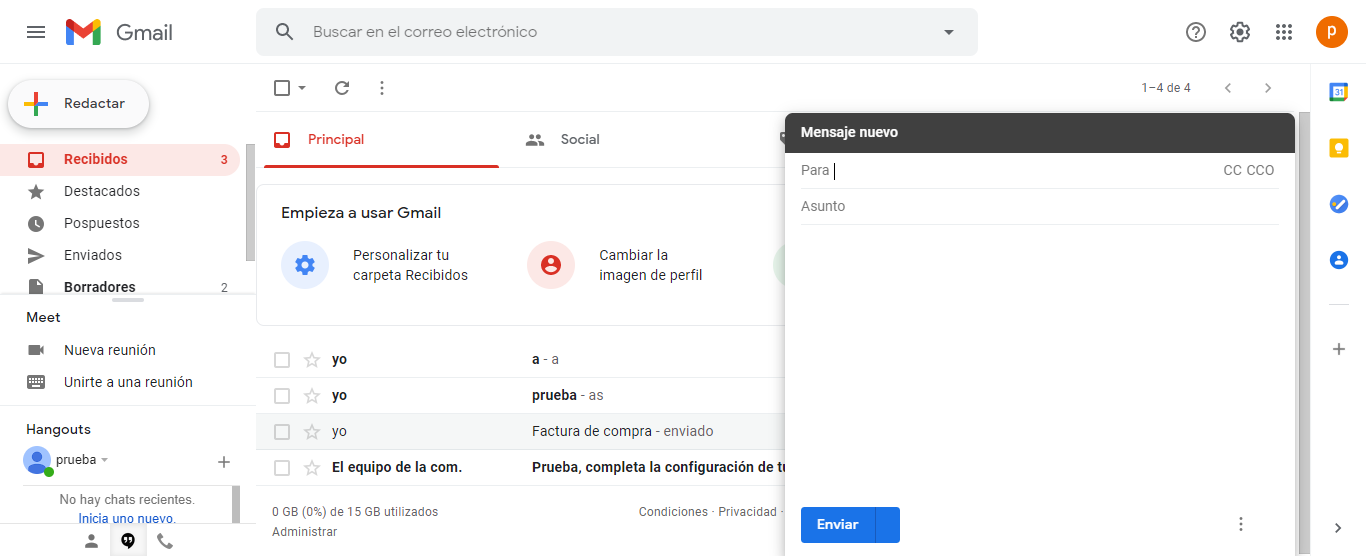 Gmail
Buscar en el correo electrónico
p
Redactar
1–4 de 4
31
Recibidos 3
Destacados
Pospuestos
Enviados
Borradores 2
Meet
Nueva reunión
Unirte a una reunión
Hangouts
prueba
No hay chats recientes.
Inicia uno nuevo.
Principal
Social
Empieza a usar Gmail
Personalizar tu
carpeta Recibidos
Cambiar la
imagen de perfil
yo a - a
yo prueba - as
yo Factura de compra - enviado
El equipo de la com. Prueba, completa la configuración de
0 GB (0%) de 15 GB utilizados
Administrar
Condiciones · Privacidad ·
Mensaje nuevo
Para CC CCO
Asunto
Enviar